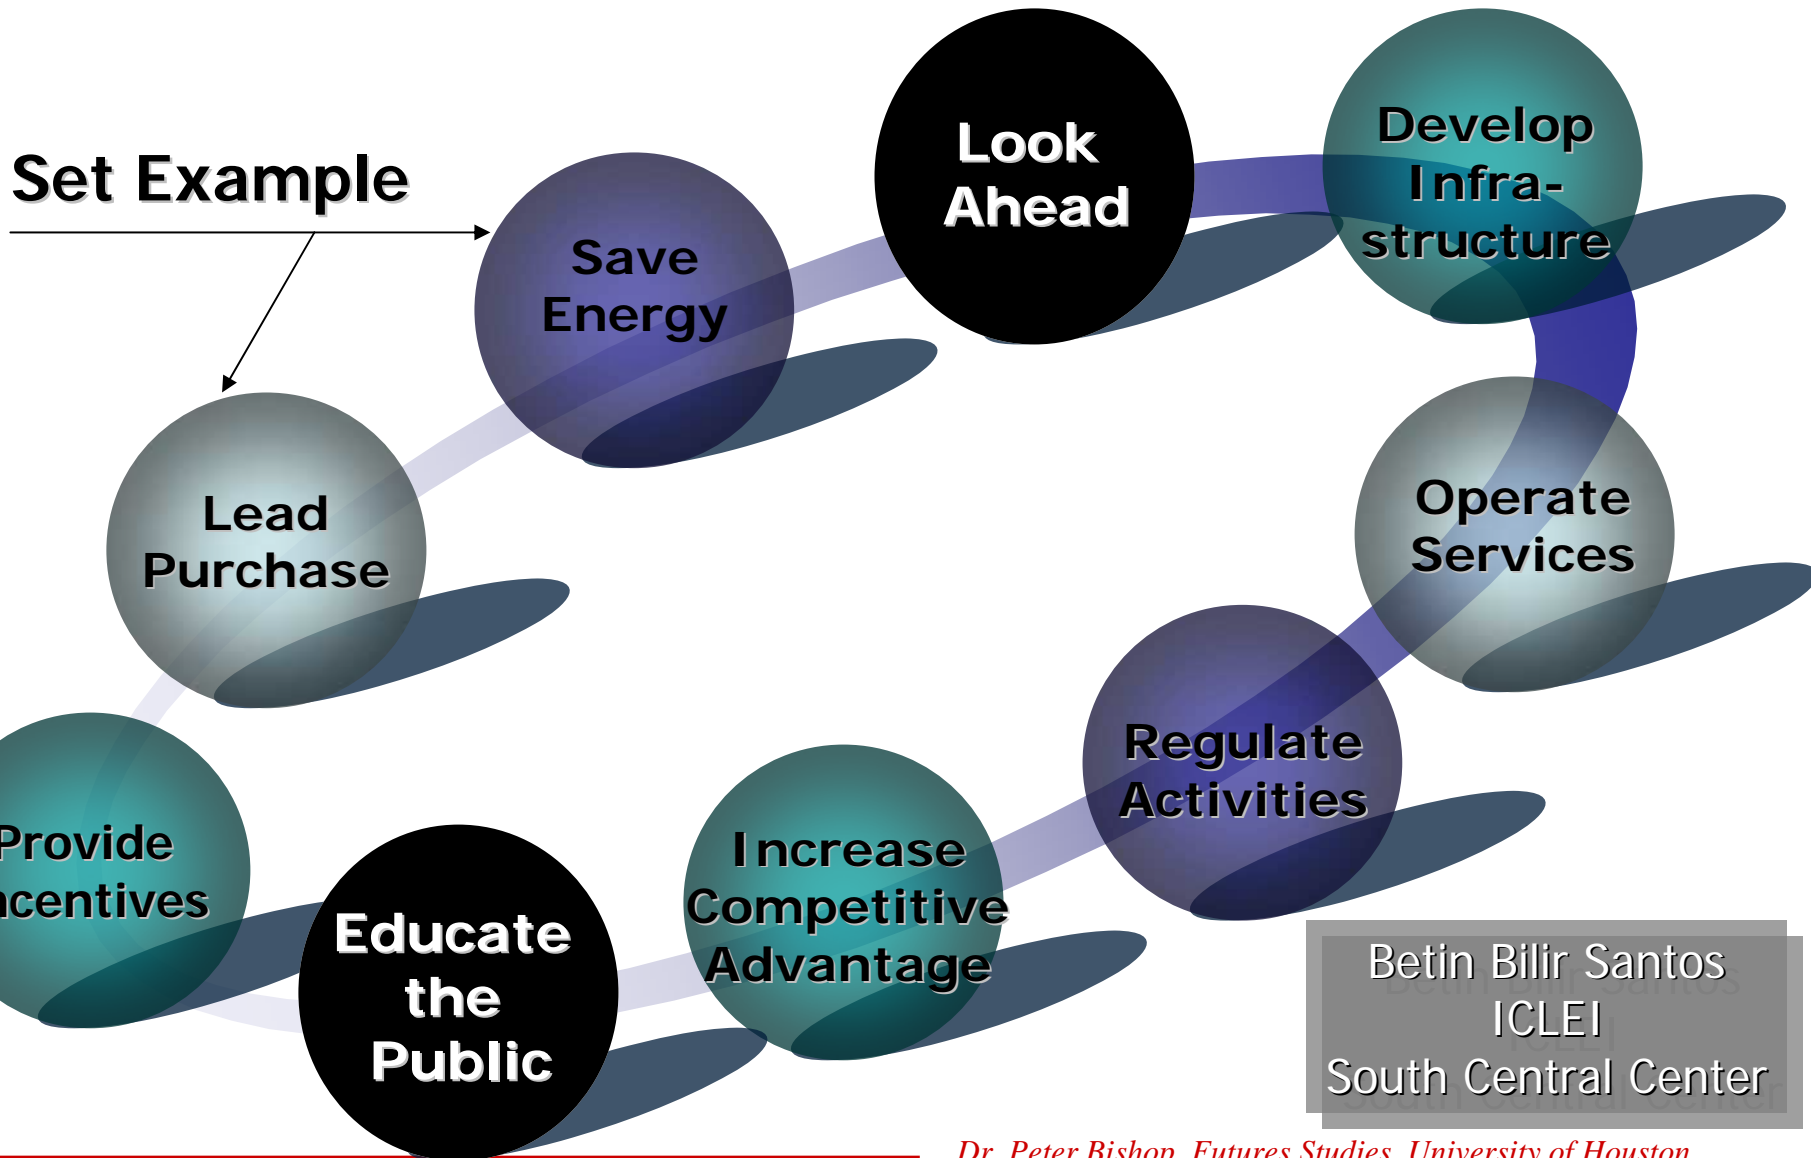 Set Example
Look
Ahead
Develop
Infra-
structure
Save
Energy
Lead
Purchase
Operate
Services
Regulate
Activities
Increase
Competitive
Advantage
Provide
ncentives
Educate
the
Public
Betin Bilir Santos
ICLEI
South Central Center
Dr. Peter Bishop, Futures Studies, University of Houston